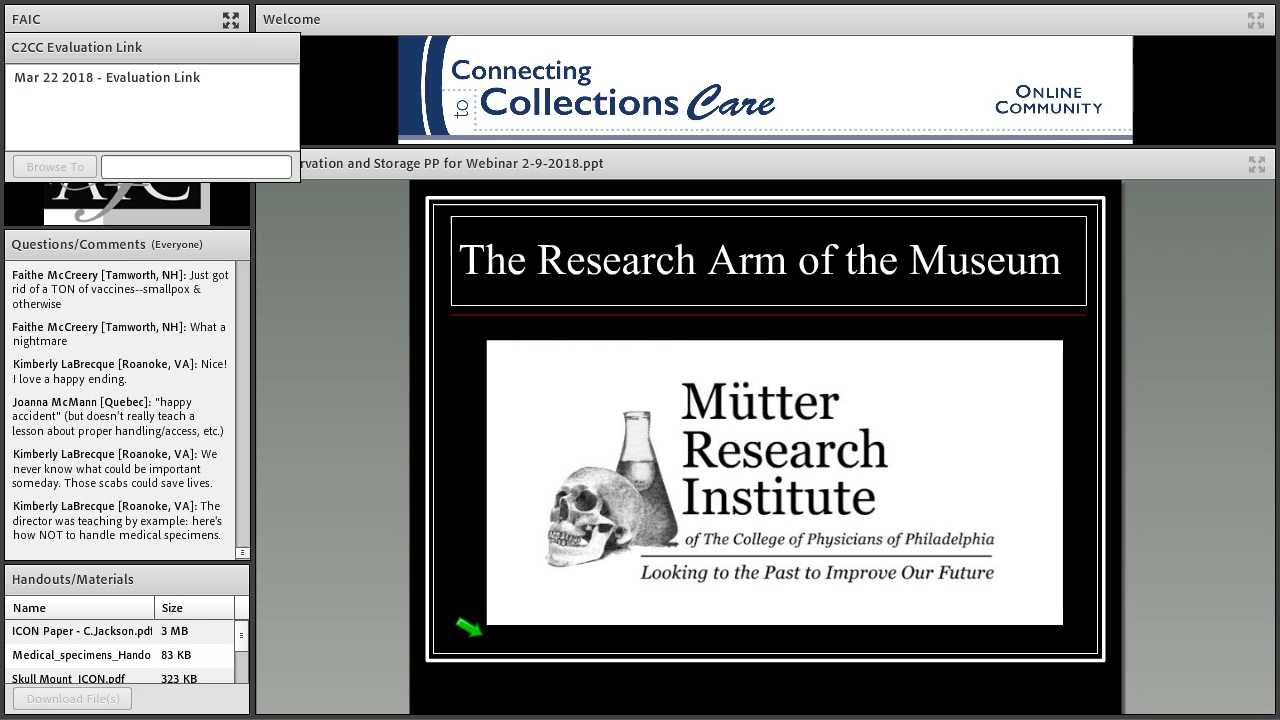 FAIC
Welcome
C2CC Evaluation Link
Mar 22 2018 - Evaluation Link
Browse To
Connecting
to Collections Care
ONLINE
COMMUNITY
rvation and Storage PP for Webinar 2-9-2018.ppt
The Research Arm of the Museum
Mütter
Research
Institute
of The College of Physicians of Philadelphia
Looking to the Past to Improve Our Future
Questions/Comments (Everyone)
Faithe McCreery [Tamworth, NH]: Just got
rid of a TON of vaccines--smallpox &
otherwise
Faithe McCreery [Tamworth, NH]: What a
nightmare
Kimberly LaBrecque [Roanoke, VA]: Nice!
I love a happy ending.
Joanna McMann [Quebec]: "happy
accident" (but doesn't really teach a
lesson about proper handling/access, etc.)
Kimberly LaBrecque [Roanoke, VA]: We
never know what could be important
someday. Those scabs could save lives.
Kimberly LaBrecque [Roanoke, VA]: The
director was teaching by example: here's
how NOT to handle medical specimens.
Handouts/Materials
Name Size
ICON Paper - C.Jackson.pdf 3 MB
Medical_specimens_Hando 83 KB
Skull Mount_ICON.pdf 323 KB
Download File(s)